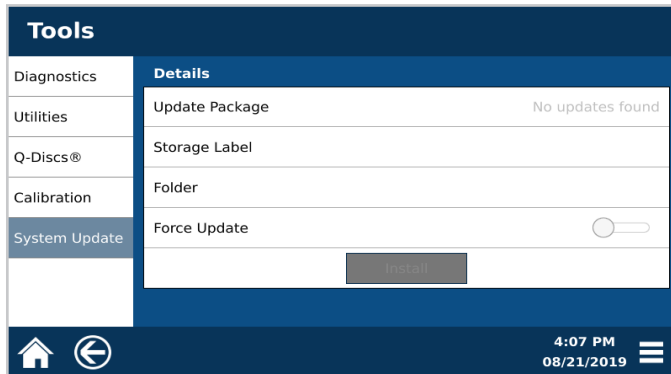 Tools
Diagnostics
Utilities
Q-Discs®
Calibration
System Update
Details
Update Package No updates found
Storage Label
Folder
Force Update
Install
4:07 PM
08/21/2019